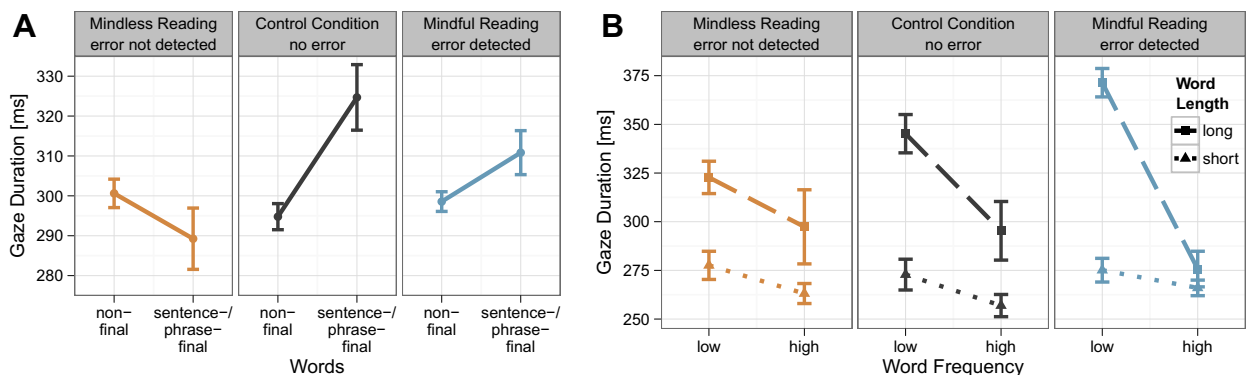 A
Mindless Reading
error not detected
Control Condition
no error
Mindful Reading
error detected
Gaze Duration [ms]
330
320
310
300
290
280
non−
final
sentence−/
phrase−
final
non−
final
sentence−/
phrase−
final
non−
final
sentence−/
phrase−
final
Words
B
Mindless Reading
error not detected
Control Condition
no error
Mindful Reading
error detected
Gaze Duration [ms]
375
350
325
300
275
250
Word
Length
long
short
low
high
low
high
low
high
Word Frequency